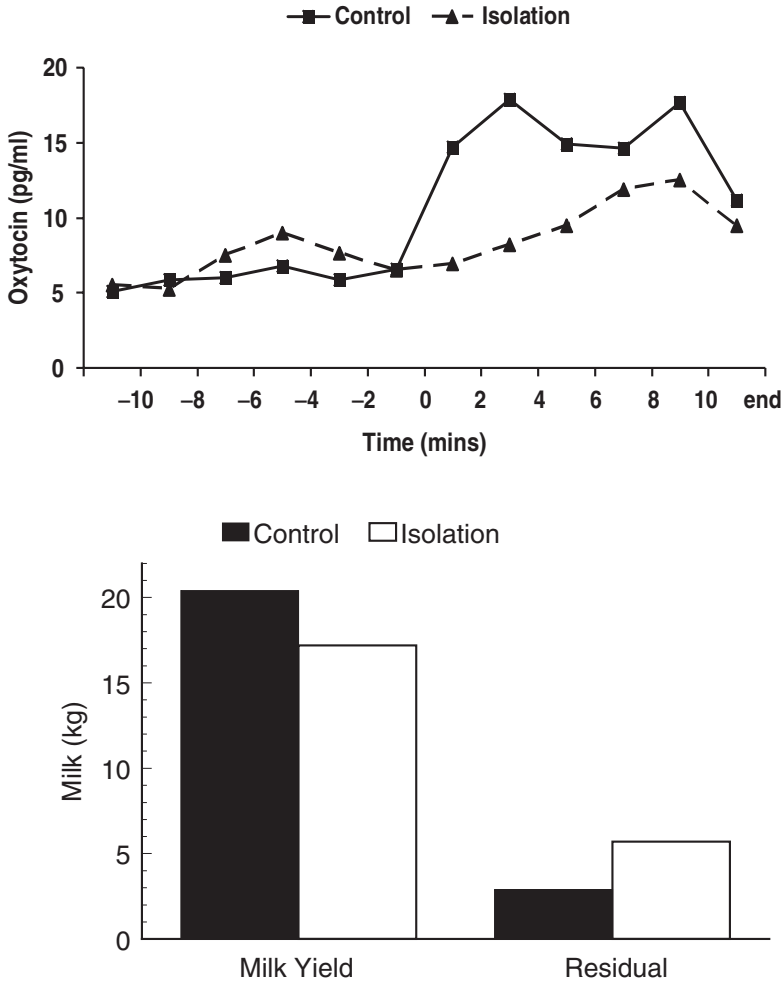 Control Isolation
20
15
10
5
0
Oxytocin (pg/ml)
–10 –8 –6 –4 –2 0 2 4 6 8 10 end
Time (mins)
Control Isolation
20
15
10
5
0
Milk (kg)
Milk Yield Residual